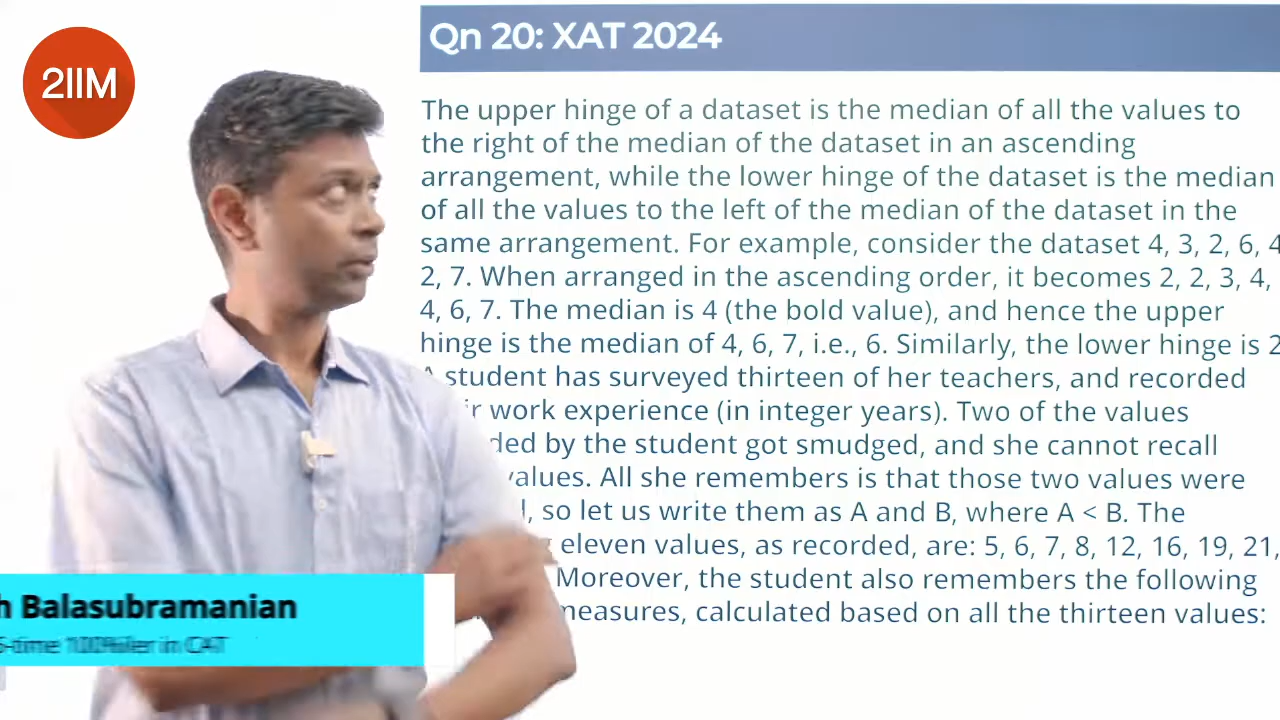 2IIM
Qn 20: XAT 2024
The upper hinge of a dataset is the median of all the values to
the right of the median of the dataset in an ascending
arrangement, while the lower hinge of the dataset is the median
of all the values to the left of the median of the dataset in the
same arrangement. For example, consider the dataset 4, 3, 2, 6, 4
2, 7. When arranged in the ascending order, it becomes 2, 2, 3, 4,
4, 6, 7. The median is 4 (the bold value), and hence the upper
hinge is the median of 4, 6, 7, i.e., 6. Similarly, the lower hinge is 2
student has surveyed thirteen of her teachers, and recorded
work experience (in integer years). Two of the values
by the student got smudged, and she cannot recall
values. All she remembers is that those two values were
so let us write them as A and B, where A < B. The
eleven values, as recorded, are: 5, 6, 7, 8, 12, 16, 19, 21,
Moreover, the student also remembers the following
measures, calculated based on all the thirteen values:
Balasubramanian
-time 100%iler in CAT